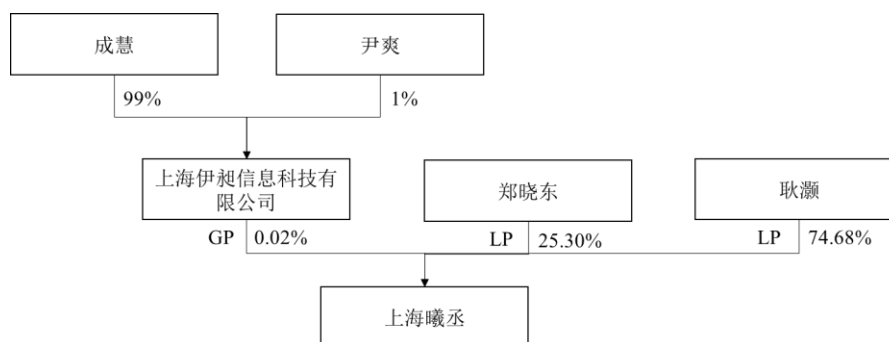 成慧
尹爽
99%
1%
上海伊昶信息科技有
限公司
郑晓东
耿灏
GP 0.02%
LP 25.30%
LP 74.68%
上海曦丞